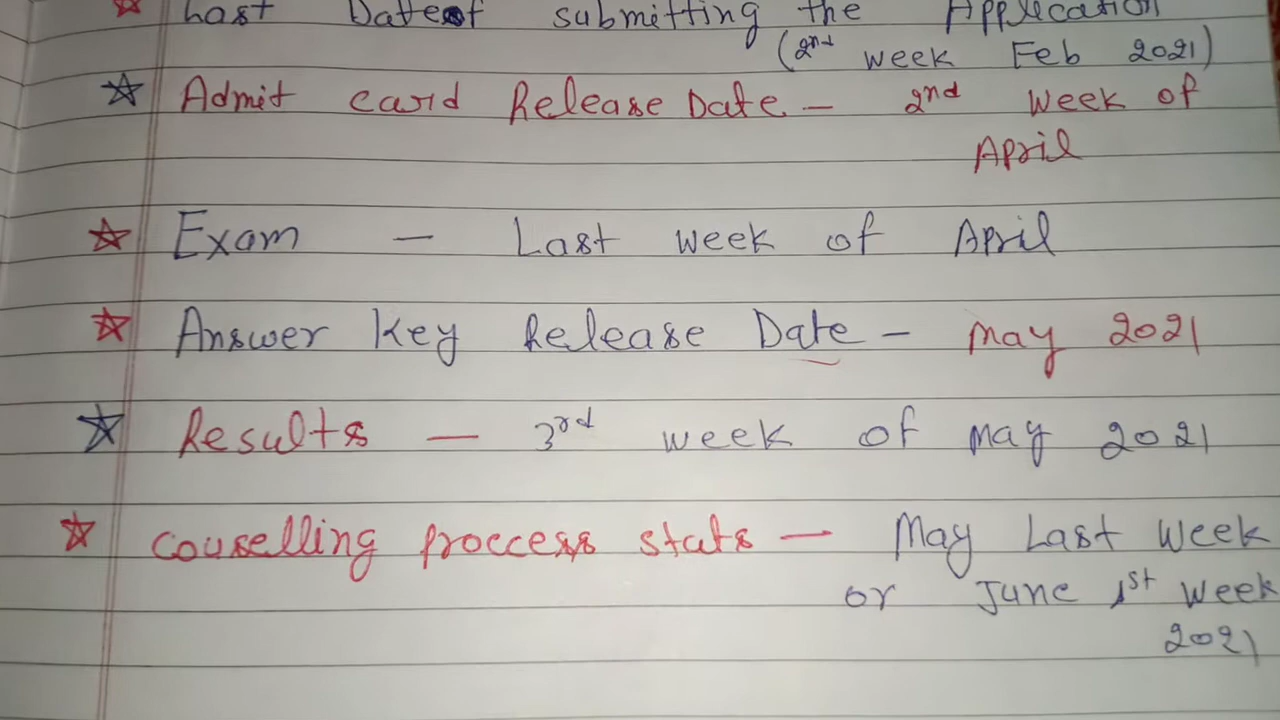 Last Date of submitting the Application
(2nd week Feb 2021)
Admit card Release Date - 2nd week of
April
Exam - Last week of April
Answer Key Release Date - May 2021
Results - 3rd week of may 2021
Couselling proccess stats - May Last week
or June 1st week
2021